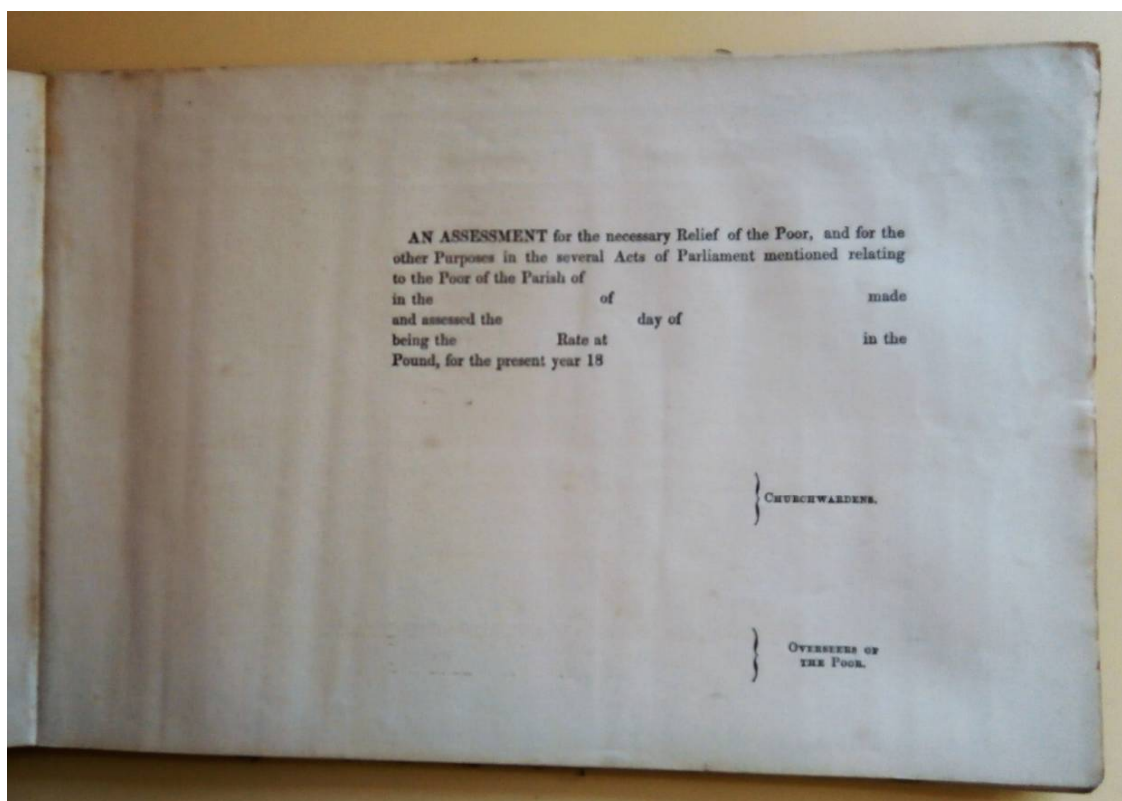 AN ASSESSMENT for the necessary Relief of the Poor, and for the
other Purposes in the several Acts of Parliament mentioned relating
to the Poor of the Parish of
in the of made
and assessed the day of
being the Rate at in the
Pound, for the present year 18
CHURCHWARDENS.
OVERSEERS OF
THE POOR.